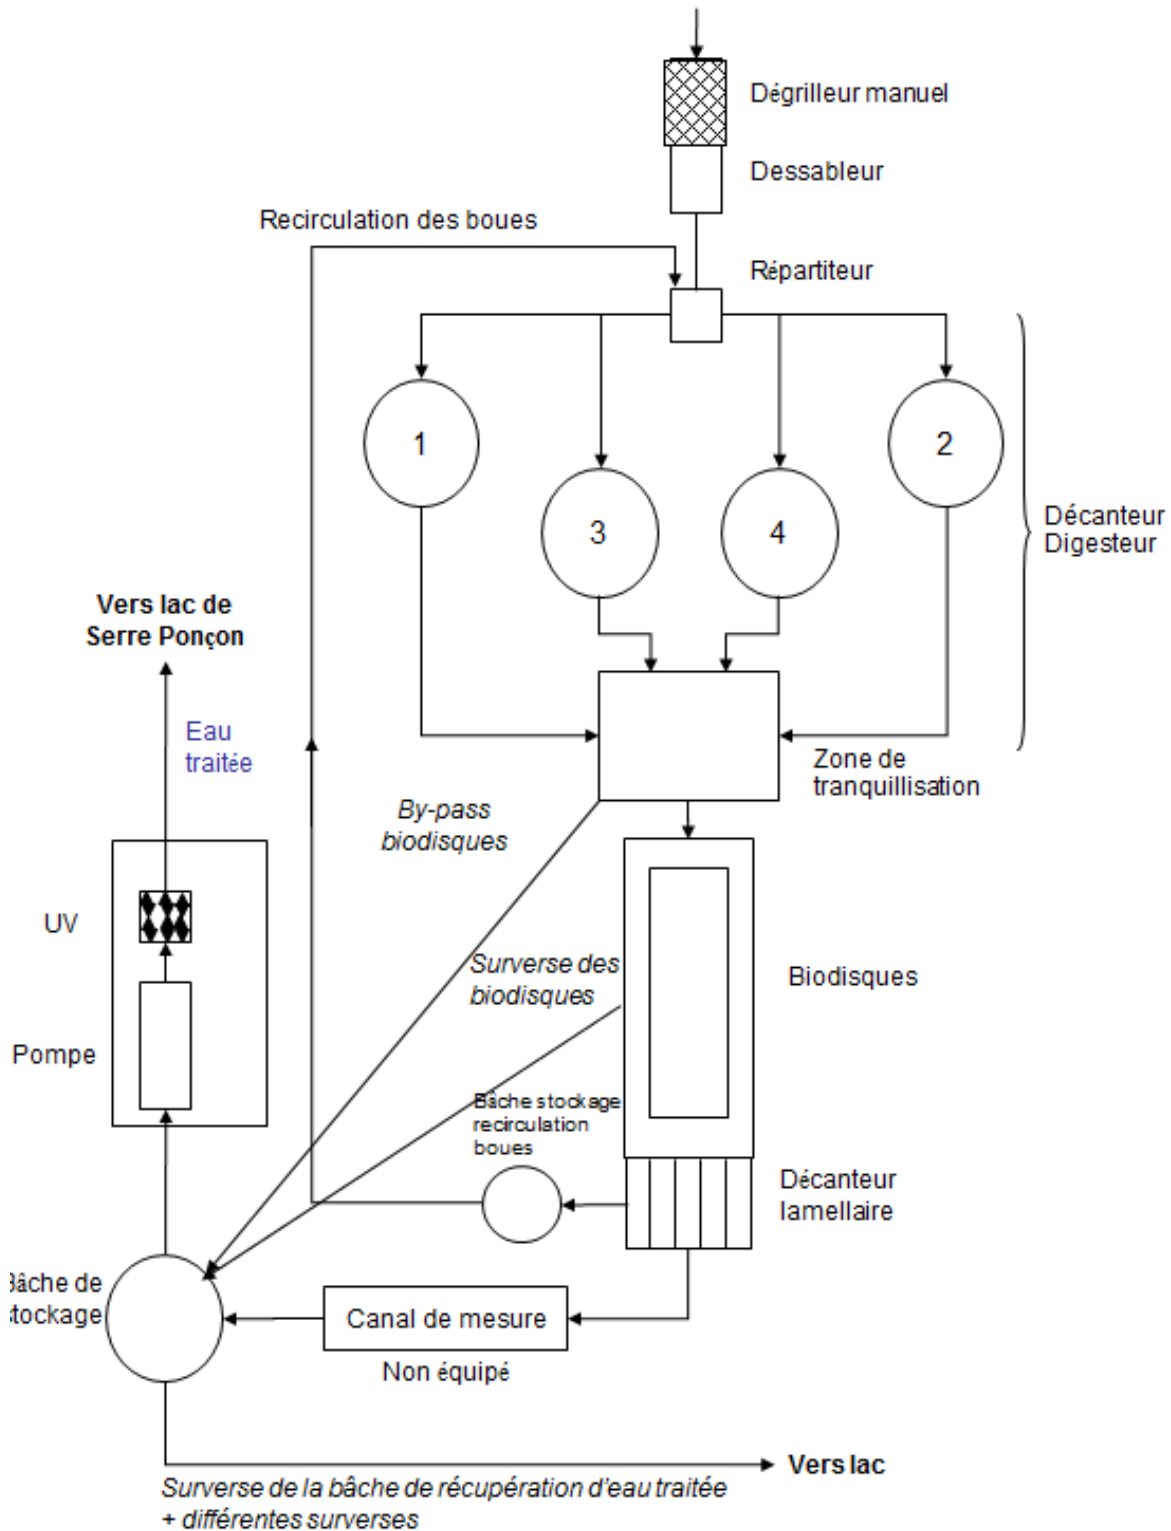 Dégrilleur manuel
Dessableur
Recirculation des boues
Répartiteur
1
2
3
4
Décanteur
Digesteur
Vers lac de
Serre Ponçon
Eau
traitée
Zone de
tranquillisation
By-pass
biodisques
UV
Surverse des
biodisques
Biodisques
Pompe
Bâche stockage
recirculation
boues
Décanteur
lamellaire
Bâche de
stockage
Canal de mesure
Non équipé
Vers lac
Surverse de la bâche de récupération d'eau traitée
+ différentes surverses